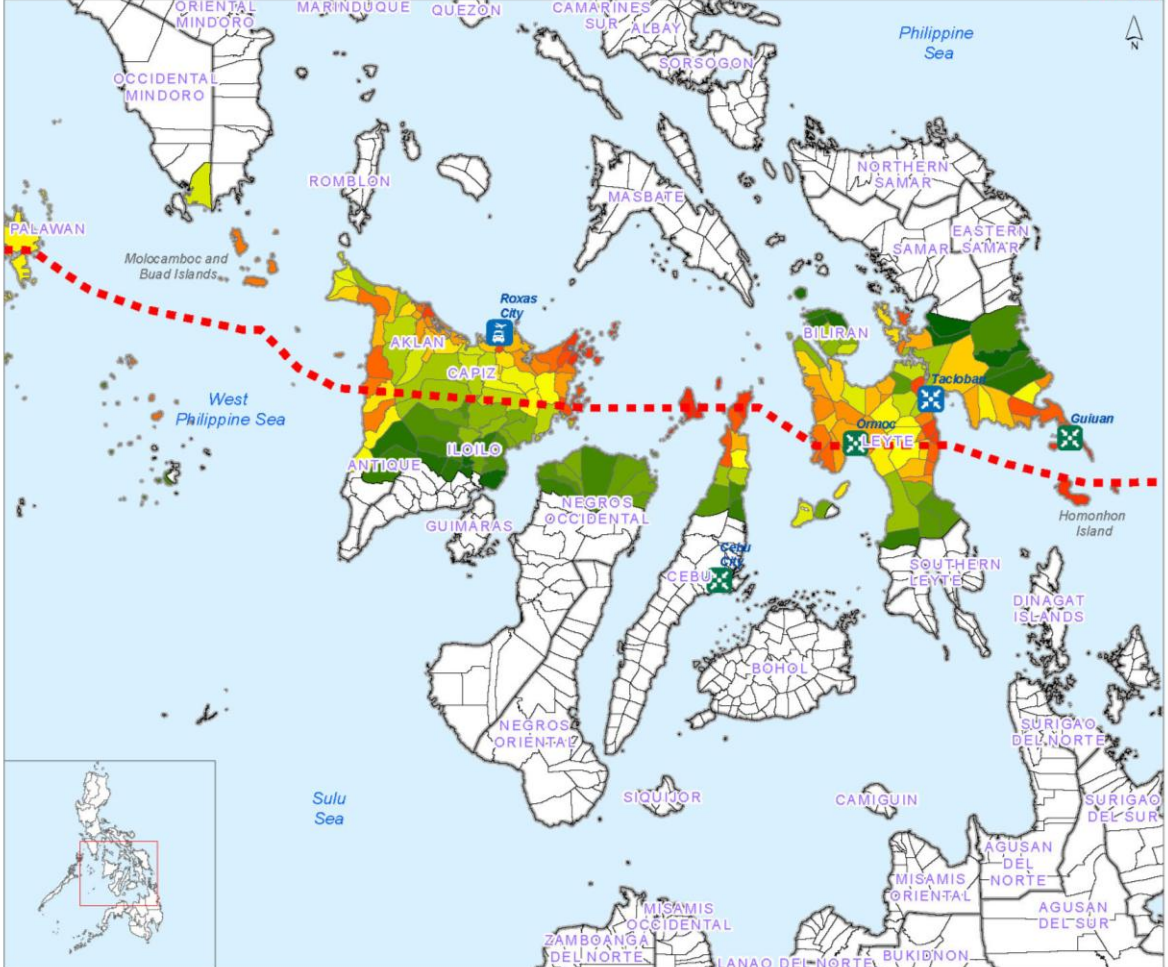 ORIENTAL
MINDORO
MARINDUQUE
QUEZON
CAMARINES
SUR
ALBAY
Philippine
Sea
N
SORSOGON
OCCIDENTAL
MINDORO
ROMBLON
MASBATE
NORTHERN
SAMAR
PALAWAN
EASTERN
SAMAR
SAMAR
Molocamboc and
Buad Islands
Roxas
City
AKLAN
BILIRAN
CAPIZ
Tacloban
West
Philippine Sea
Guiuan
Ormoc
LEYTE
ILOILO
ANTIQUE
NEGROS
OCCIDENTAL
GUIMARAS
Homonhon
Island
Cebu
City
CEBU
SOUTHERN
LEYTE
DINAGAT
ISLANDS
BOHOL
NEGROS
ORIENTAL
SURIGAO
DEL NORTE
Sulu
Sea
SIQUIJOR
CAMIGUIN
SURIGAO
DEL SUR
AGUSAN
DEL
NORTE
MISAMIS
ORIENTAL
MISAMIS
OCCIDENTAL
AGUSAN
DEL SUR
ZAMBOANGA
DEL NORTE
LANAO DEL NORTE
BUKIDNON